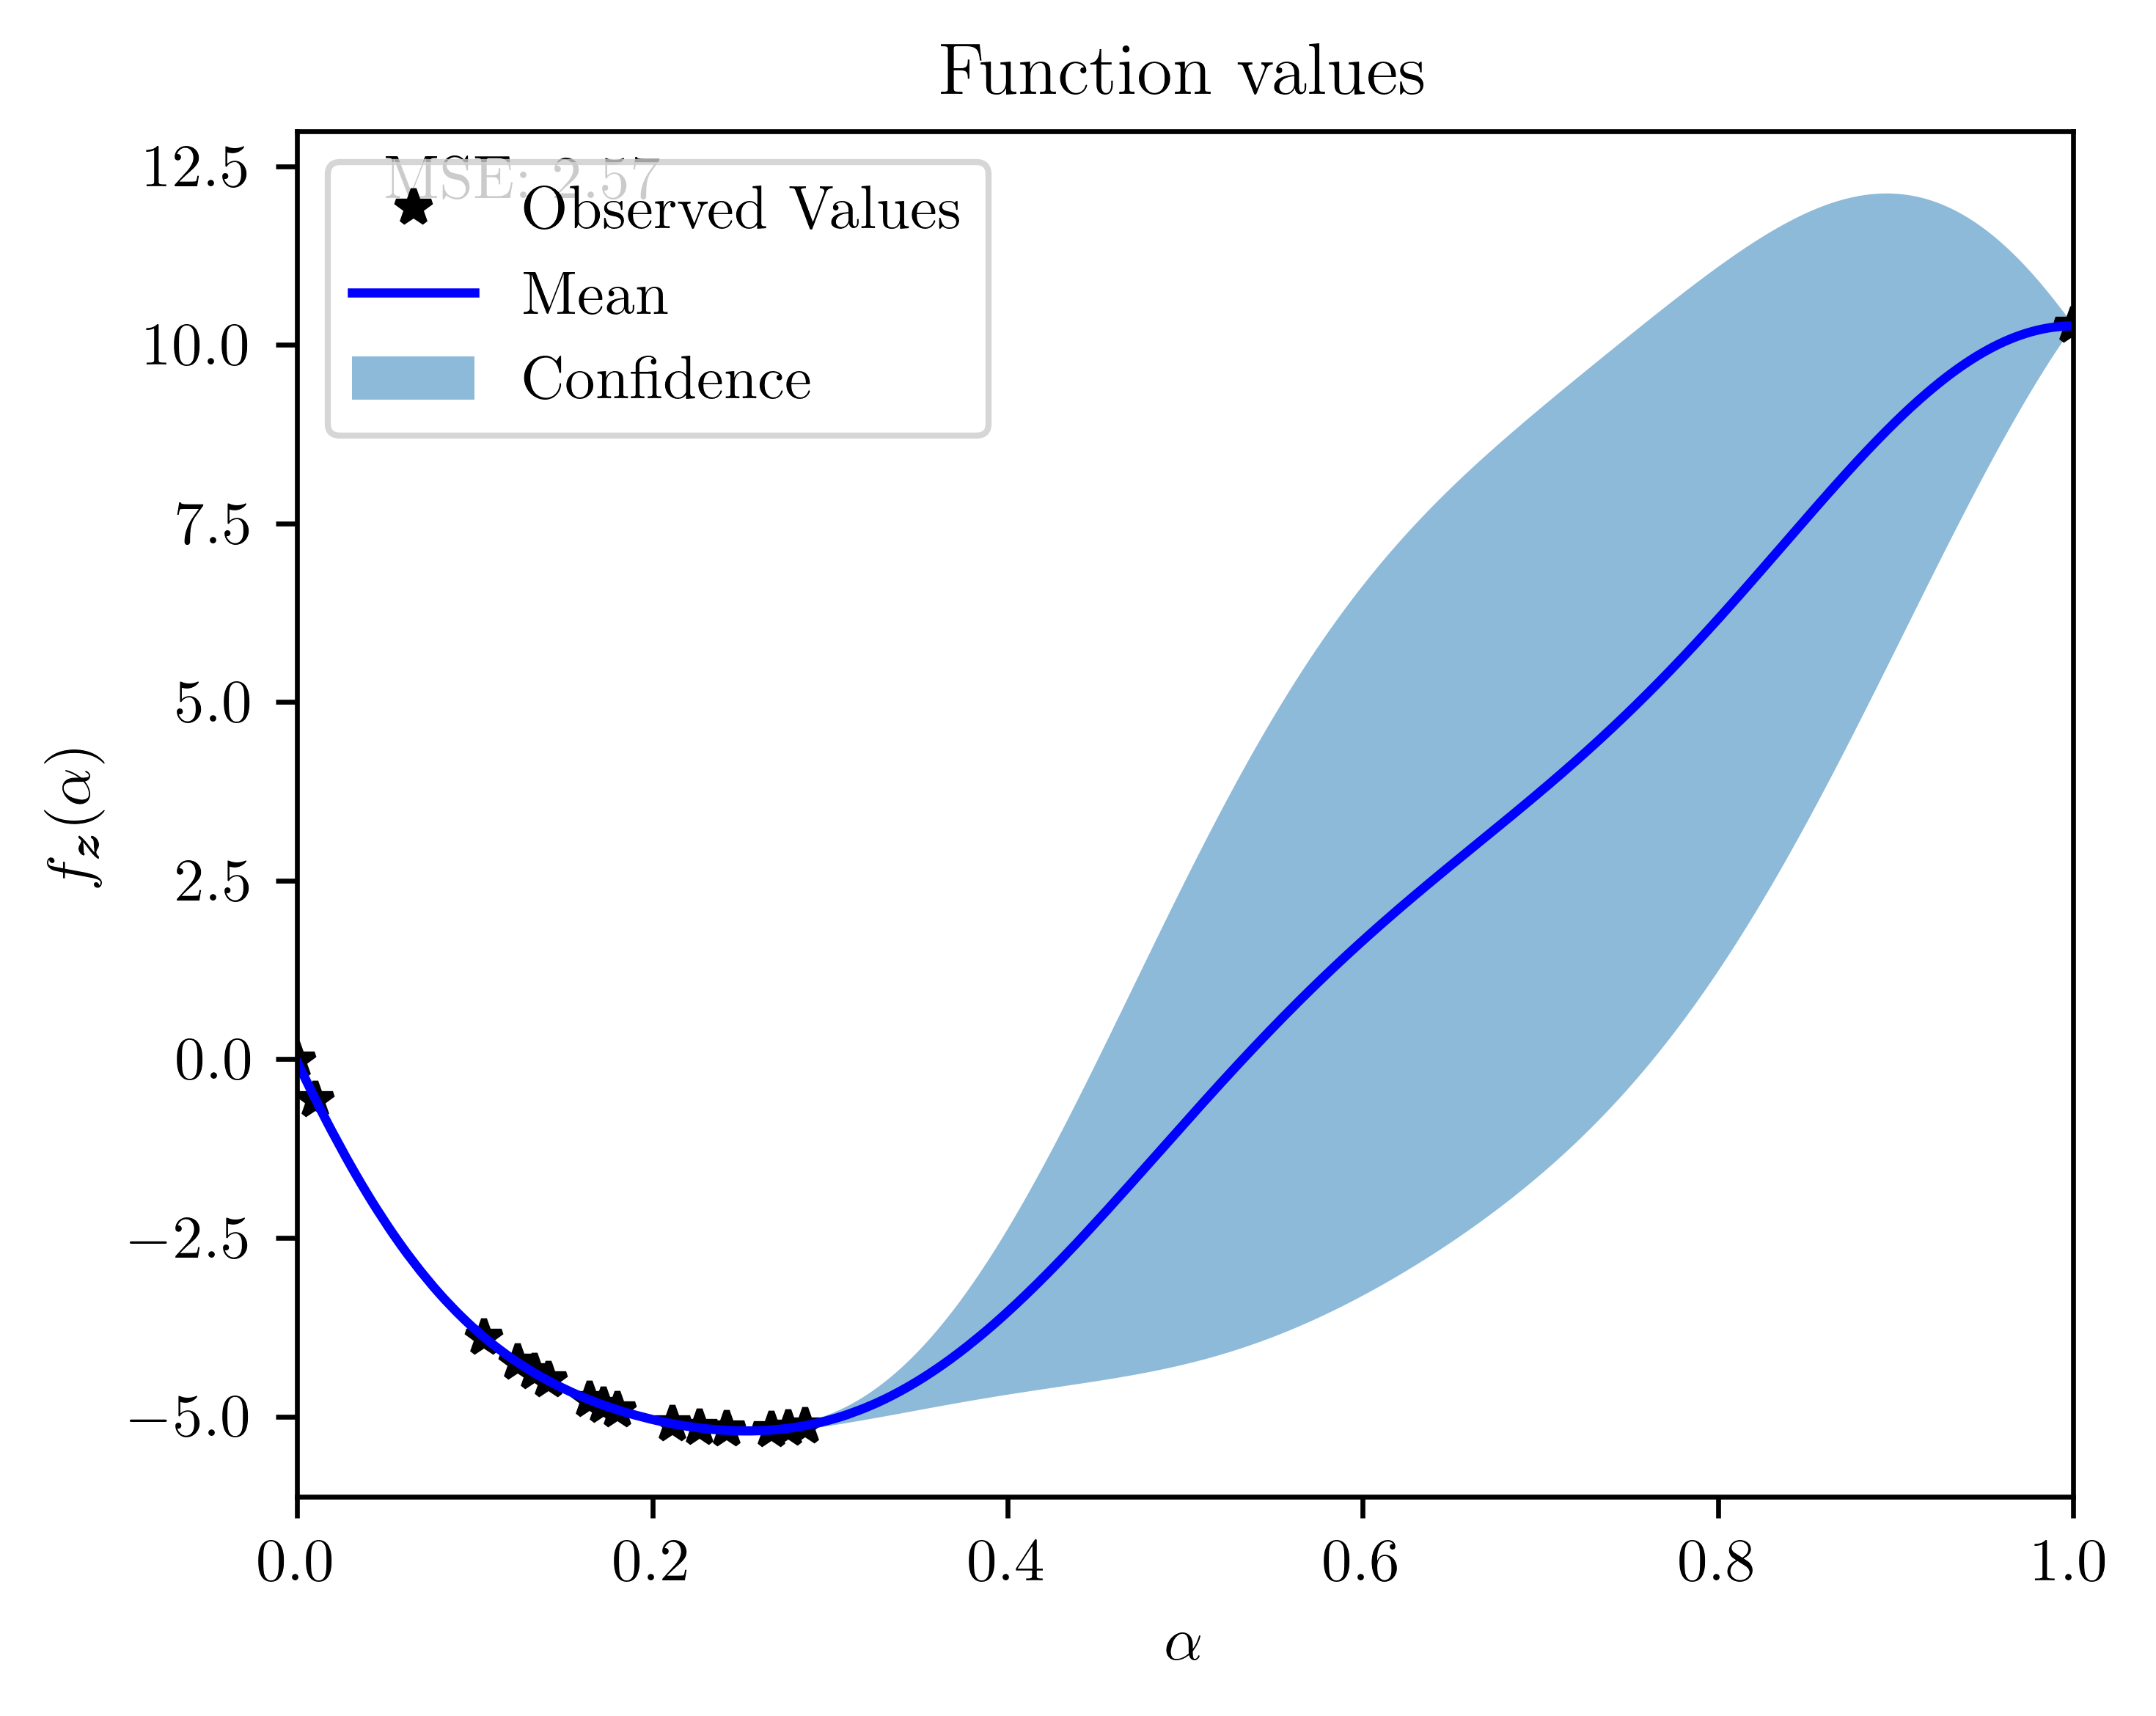 Function values
MSE: 2.57
Observed Values
Mean
Confidence
12.5
10.0
7.5
5.0
2.5
0.0
−2.5
−5.0
f_z(α)
0.0 0.2 0.4 0.6 0.8 1.0
α